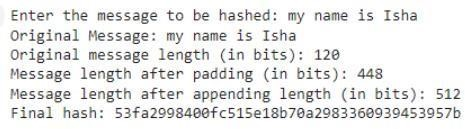 Enter the message to be hashed: my name is Isha
Original Message: my name is Isha
Original message length (in bits): 120
Message length after padding (in bits): 448
Message length after appending length (in bits): 512
Final hash: 53fa2998400fc515e18b70a2983360939453957b